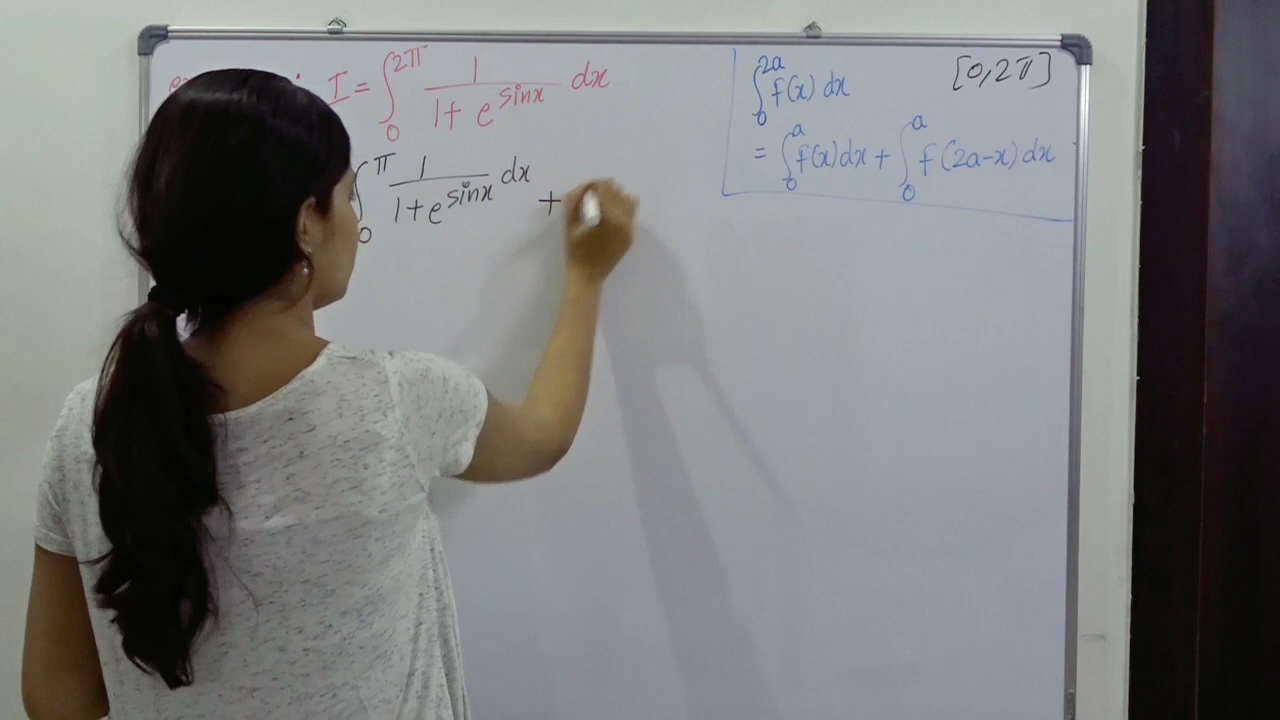 I = ∫₀^{2π} 1/(1+e^{sinx}) dx
∫₀^{π} 1/(1+e^{sinx}) dx +
[0,2π]
∫₀^{2a} f(x) dx
= ∫₀^{a} f(x)dx + ∫₀^{a} f(2a-x) dx